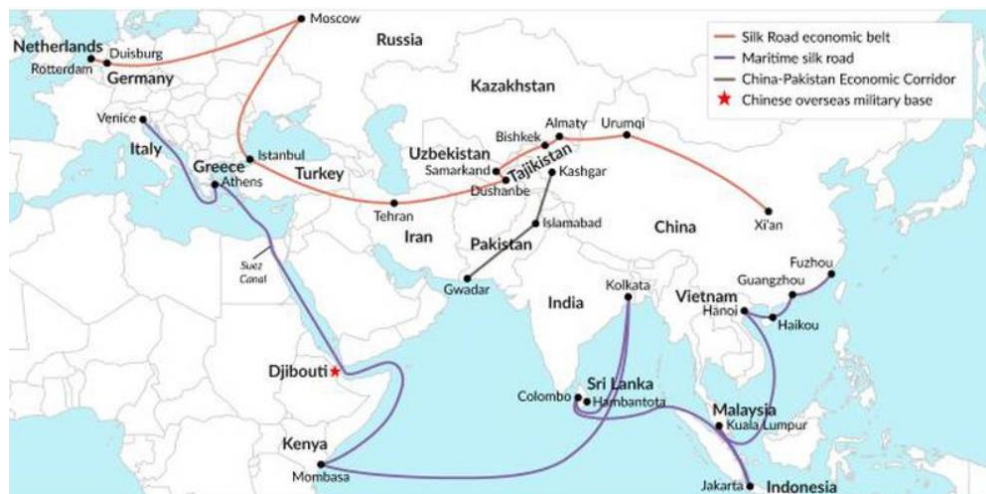 Moscow
Russia
Silk Road economic belt
Maritime silk road
China-Pakistan Economic Corridor
Chinese overseas military base
Netherlands
Duisburg
Rotterdam
Germany
Kazakhstan
Venice
Italy
Almaty
Urumqi
Bishkek
Greece
Athens
Istanbul
Turkey
Uzbekistan
Samarkand
Tajikistan
Dushanbe
Kashgar
Tehran
Iran
Pakistan
Islamabad
China
Xi'an
Suez
Canal
Gwadar
India
Kolkata
Vietnam
Hanoi
Guangzhou
Fuzhou
Haikou
Djibouti
Colombo
Sri Lanka
Hambantota
Malaysia
Kuala Lumpur
Kenya
Mombasa
Jakarta
Indonesia